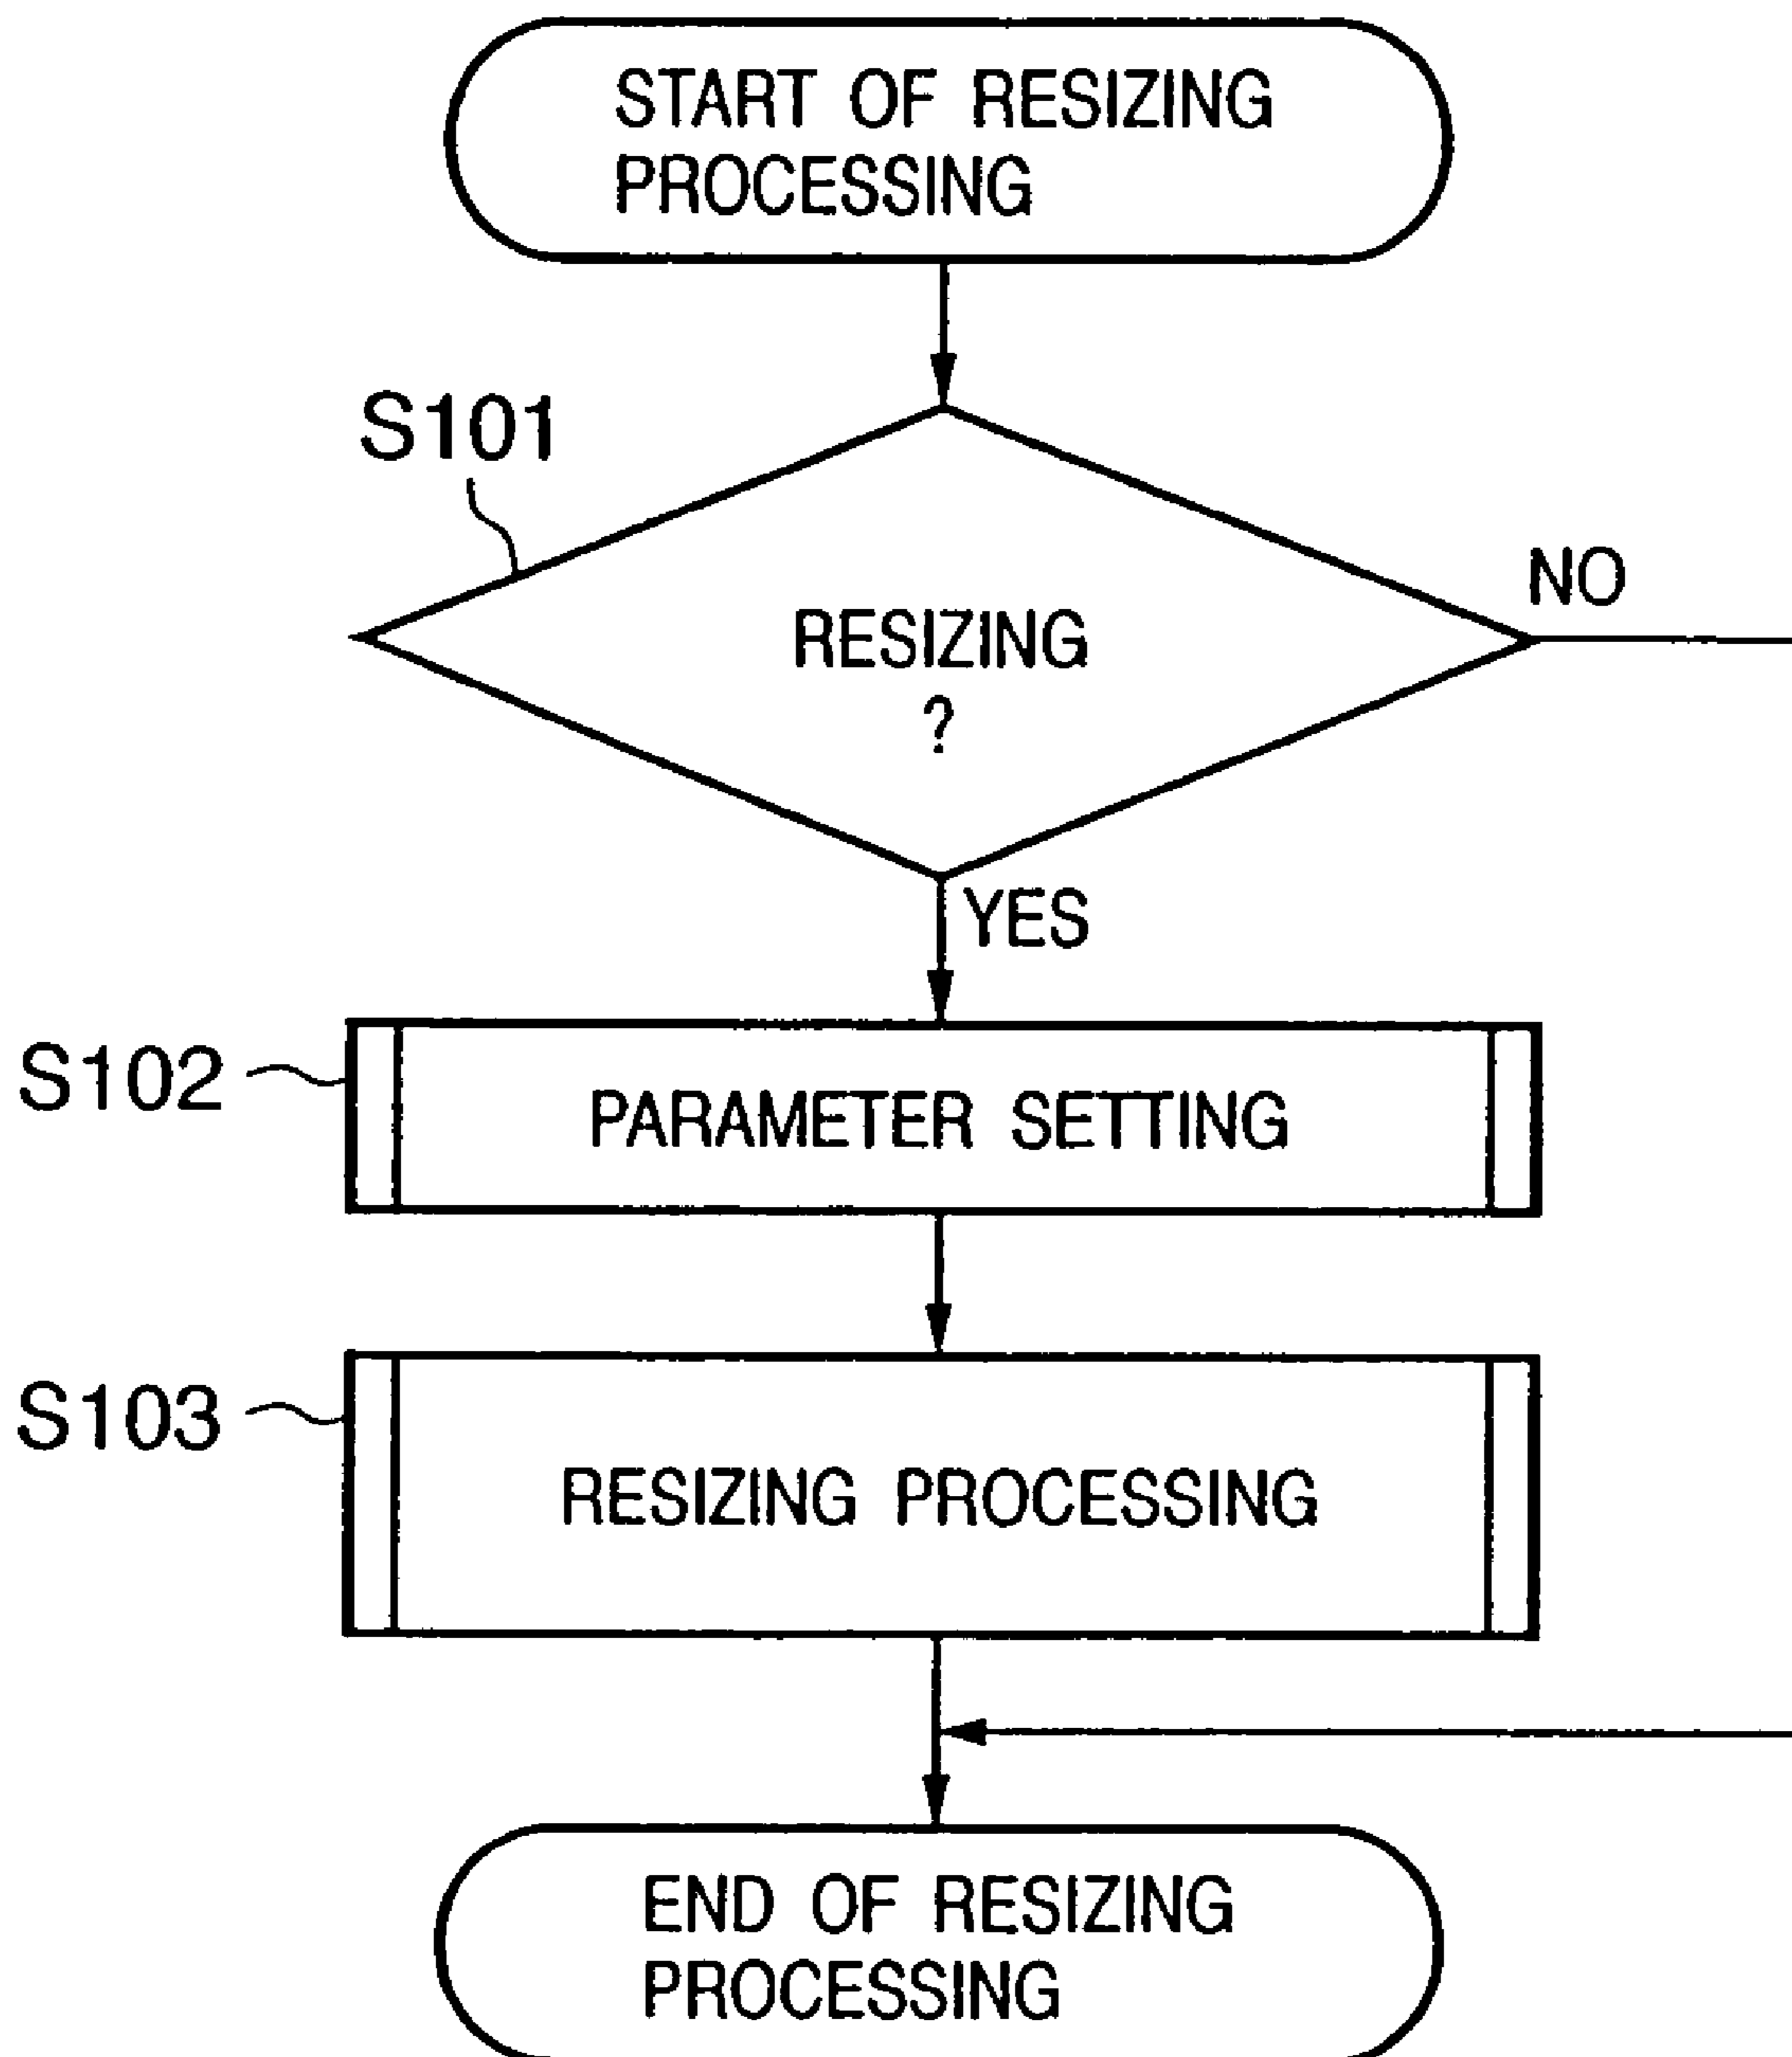 START OF RESIZING
PROCESSING
S101
NO
RESIZING
?
YES
S102
PARAMETER SETTING
S103
RESIZING PROCESSING
END OF RESIZING
PROCESSING